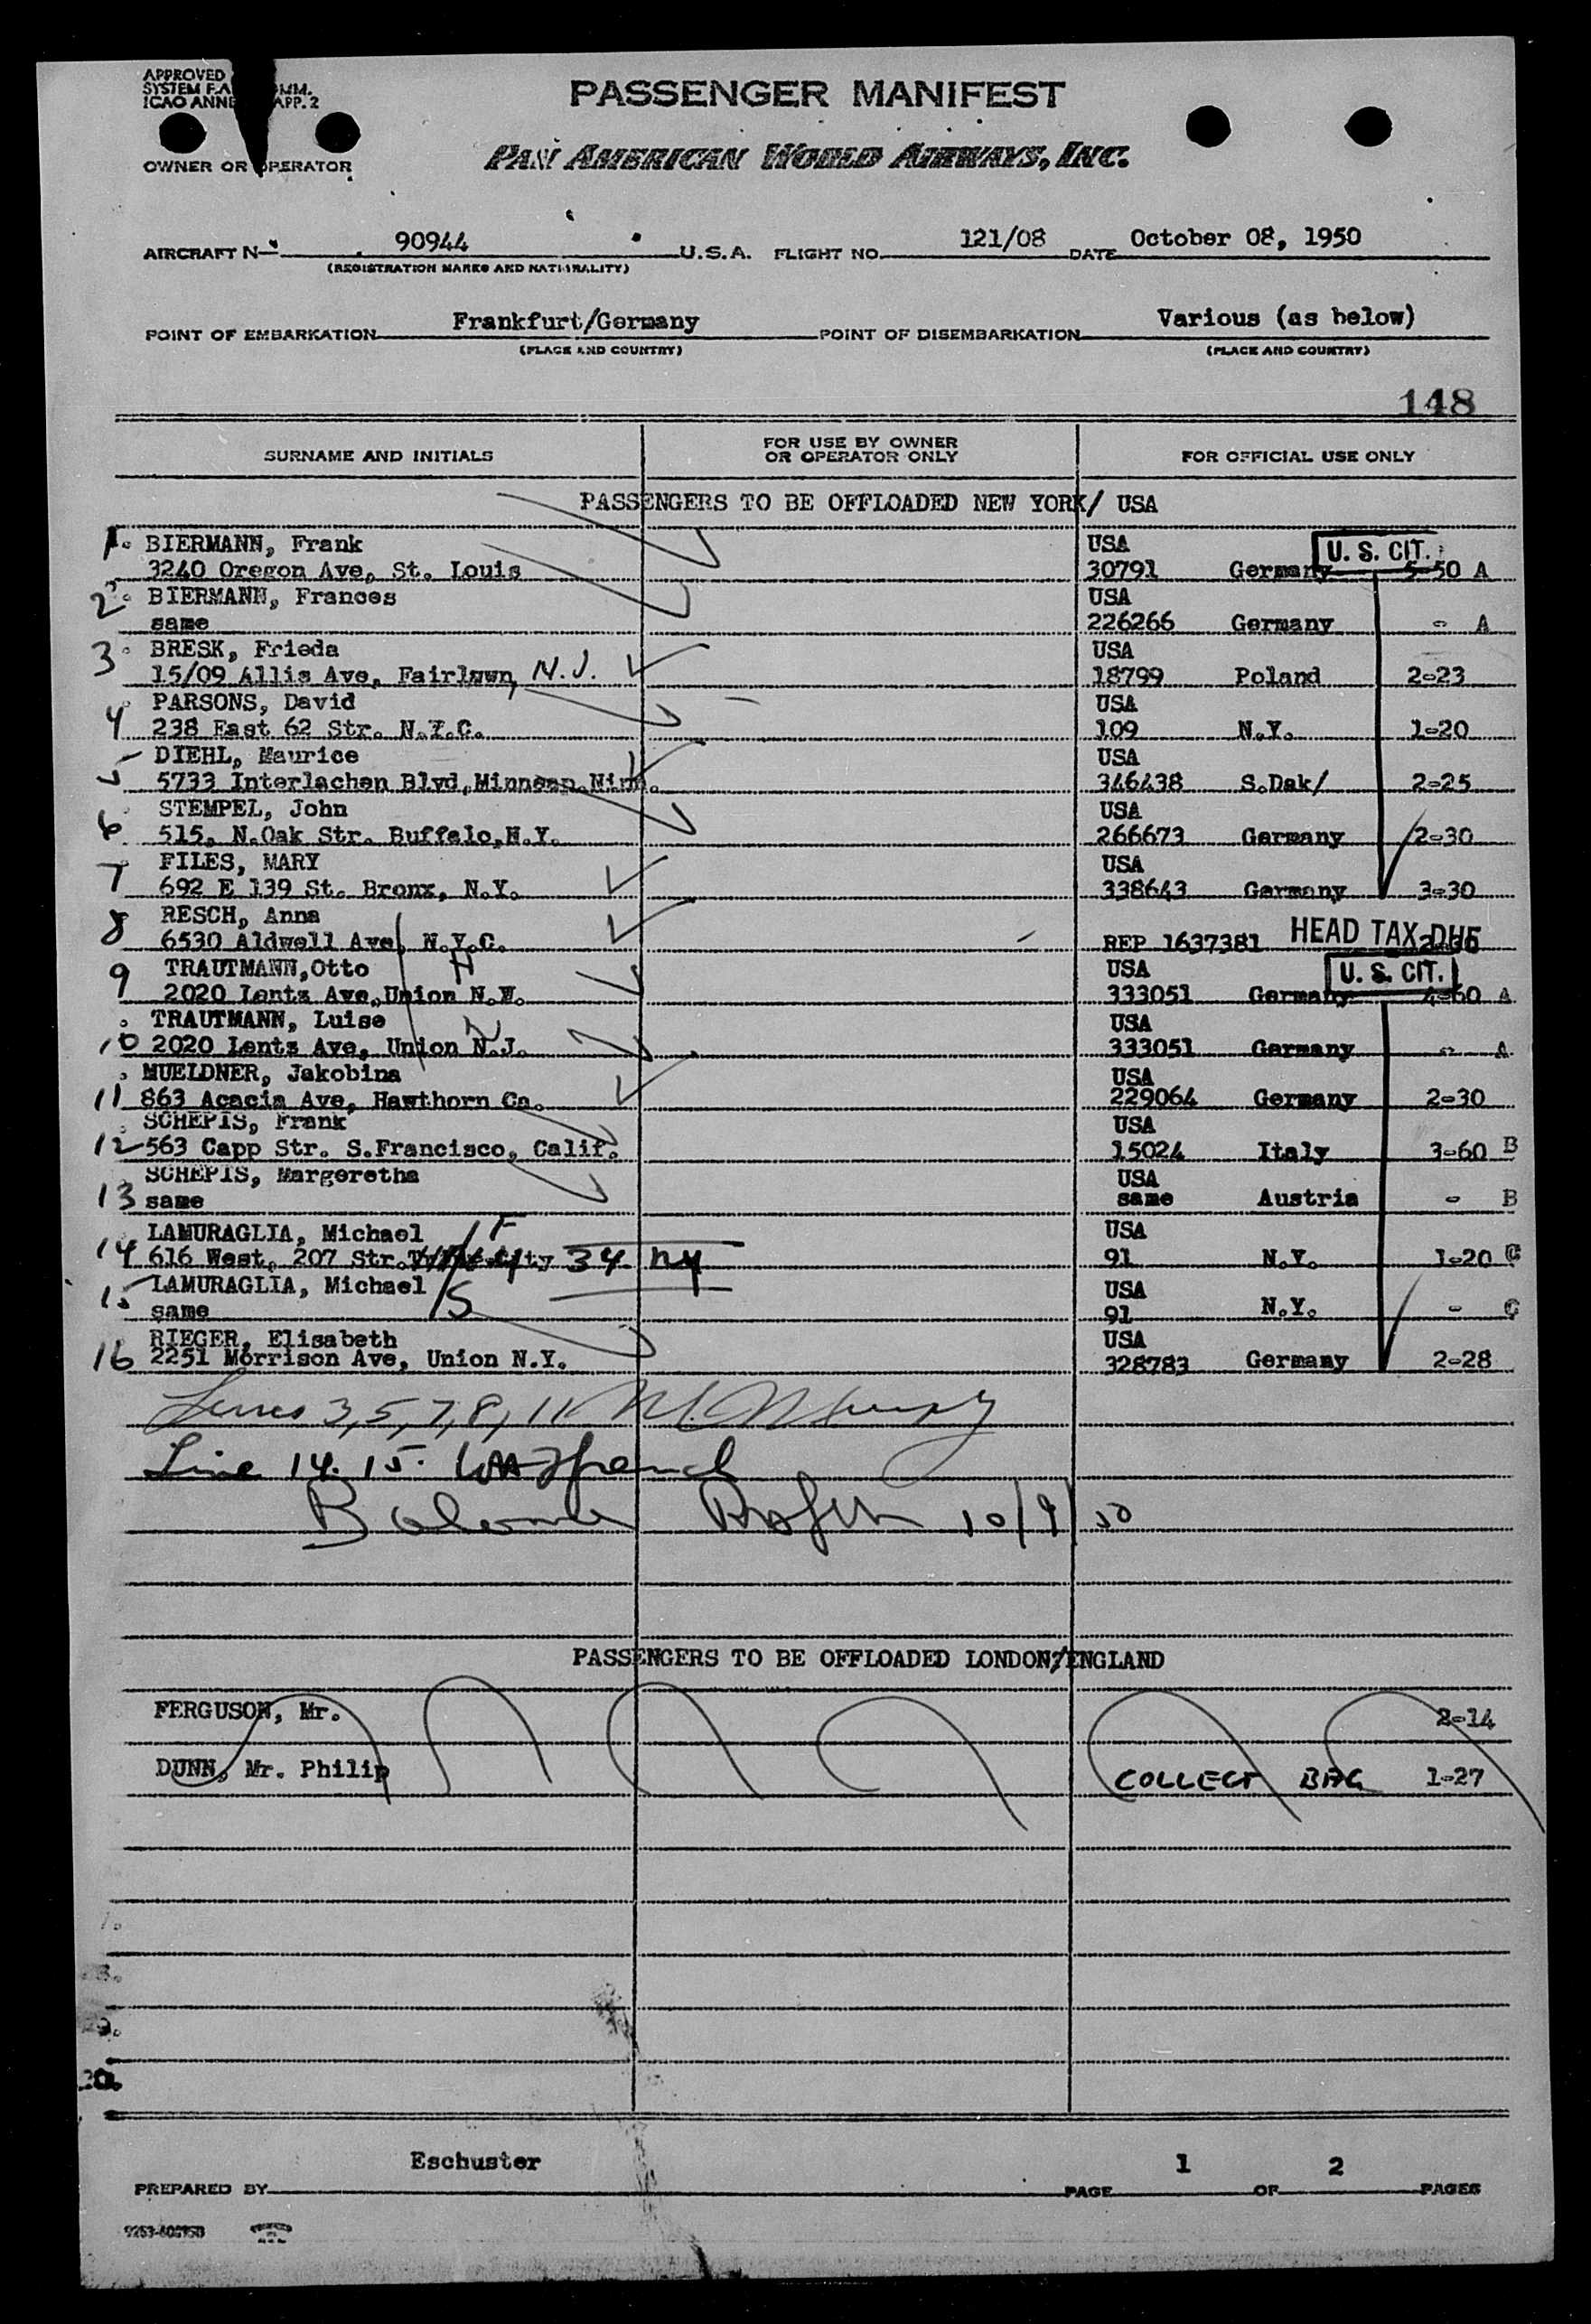 APPROVED
SYSTEM F.A MM.
ICAO ANNE APP. 2
OWNER OR OPERATOR
PASSENGER MANIFEST
PAN AMERICAN WORLD AIRWAYS, INC.
AIRCRAFT N 90944 U.S.A. FLIGHT NO. 121/08 DATE October 08, 1950
(REGISTRATION MARKS AND NATIONALITY)
POINT OF EMBARKATION Frankfurt/Germany POINT OF DISEMBARKATION Various (as below)
(PLACE AND COUNTRY) (PLACE AND COUNTRY)
148
SURNAME AND INITIALS FOR USE BY OWNER OR OPERATOR ONLY FOR OFFICIAL USE ONLY
PASSENGERS TO BE OFFLOADED NEW YORK/ USA
1. BIERMANN, Frank USA U. S. CIT.
3240 Oregon Ave, St. Louis 30791 Germany 5-50 A
2 BIERMANN, Frances USA
same 226266 Germany - A
3 BRESK, Frieda USA
15/09 Allis Ave, Fairlawn, N.J. 18799 Poland 2-23
4 PARSONS, David USA
238 East 62 Str. N.Y.C. 109 N.Y. 1-20
5 DIEHL, Maurice USA
5733 Interlachen Blvd, Minneap. 346438 S.Dak/ 2-25
6 STEMPEL, John USA
515, N.Oak Str. Buffalo,N.Y. 266673 Germany 2-30
7 FILES, MARY USA
692 E 139 St. Bronx, N.Y. 338643 Germany 3-30
8 RESCH, Anna
6530 Aldwell Ave, N.Y.C. REP 1637381 HEAD TAX DUE
9 TRAUTMANN,Otto USA U. S. CIT.
2020 Lentz Ave,Union N. 333051 Germany 4-60 A
10 TRAUTMANN, Luise USA
2020 Lentz Ave, Union N.J. 333051 Germany - A
11 MUELDNER, Jakobina USA
863 Acacia Ave, Hawthorn Ca. 229064 Germany 2-30
12 SCHEPIS, Frank USA
563 Capp Str. S.Francisco, Calif. 15024 Italy 3-60 B
13 SCHEPIS, Margeretha USA
same same Austria - B
14 LAMURAGLIA, Michael /F USA
616 West, 207 Str. 34 NY 91 N.Y. 1-20 C
15 LAMURAGLIA, Michael /S USA
same 91 N.Y. - C
16 RIEGER, Elisabeth USA
2251 Morrison Ave, Union N.Y. 328783 Germany 2-28
Lines 3, 5, 7, 8, 11
Line 14. 15.
Balance 10/9/50
PASSENGERS TO BE OFFLOADED LONDON/ENGLAND
FERGUSON, Mr. 2-14
DUNN, Mr. Philip COLLECT BAG 1-27
20.
Eschuster
PREPARED BY PAGE 1 OF 2 PAGES